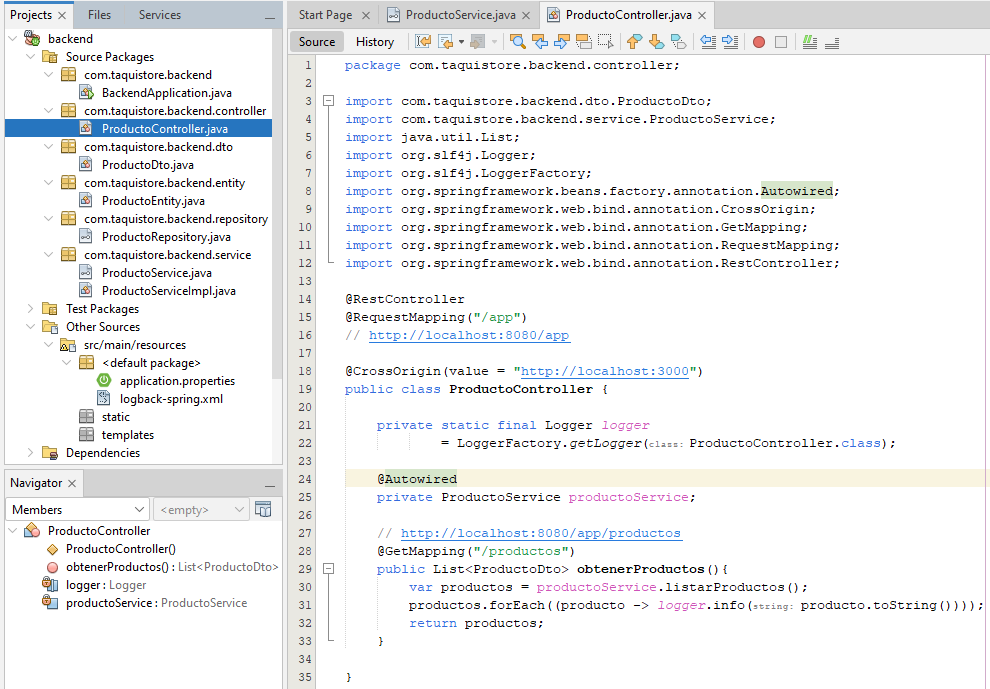 Projects
Files
Services
backend
Source Packages
com.taquistore.backend
BackendApplication.java
com.taquistore.backend.controller
ProductoController.java
com.taquistore.backend.dto
ProductoDto.java
com.taquistore.backend.entity
ProductoEntity.java
com.taquistore.backend.repository
ProductoRepository.java
com.taquistore.backend.service
ProductoService.java
ProductoServiceImpl.java
Test Packages
Other Sources
src/main/resources
<default package>
application.properties
logback-spring.xml
static
templates
Dependencies
Navigator
Members
<empty>
ProductoController
ProductoController()
obtenerProductos() : List<ProductoDto>
logger : Logger
productoService : ProductoService
Start Page
ProductoService.java
ProductoController.java
Source
History
1 package com.taquistore.backend.controller;
2
3 import com.taquistore.backend.dto.ProductoDto;
4 import com.taquistore.backend.service.ProductoService;
5 import java.util.List;
6 import org.slf4j.Logger;
7 import org.slf4j.LoggerFactory;
8 import org.springframework.beans.factory.annotation.Autowired;
9 import org.springframework.web.bind.annotation.CrossOrigin;
10 import org.springframework.web.bind.annotation.GetMapping;
11 import org.springframework.web.bind.annotation.RequestMapping;
12 import org.springframework.web.bind.annotation.RestController;
13
14 @RestController
15 @RequestMapping("/app")
16 // http://localhost:8080/app
17
18 @CrossOrigin(value = "http://localhost:3000")
19 public class ProductoController {
20
21 private static final Logger logger
22 = LoggerFactory.getLogger(class: ProductoController.class);
23
24 @Autowired
25 private ProductoService productoService;
26
27 // http://localhost:8080/app/productos
28 @GetMapping("/productos")
29 public List<ProductoDto> obtenerProductos(){
30 var productos = productoService.listarProductos();
31 productos.forEach((producto -> logger.info(string: producto.toString())));
32 return productos;
33 }
34
35 }